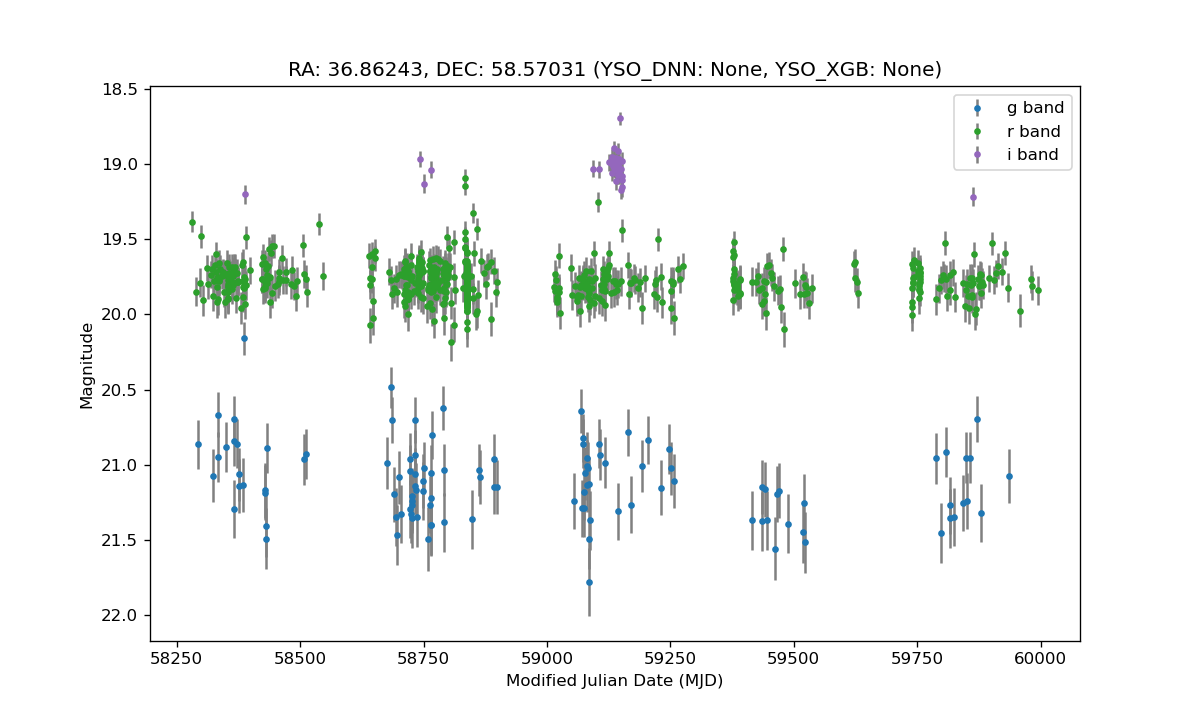 RA: 36.86243, DEC: 58.57031 (YSO_DNN: None, YSO_XGB: None)
g band
r band
i band
18.5
19.0
19.5
20.0
20.5
21.0
21.5
22.0
Magnitude
58250 58500 58750 59000 59250 59500 59750 60000
Modified Julian Date (MJD)